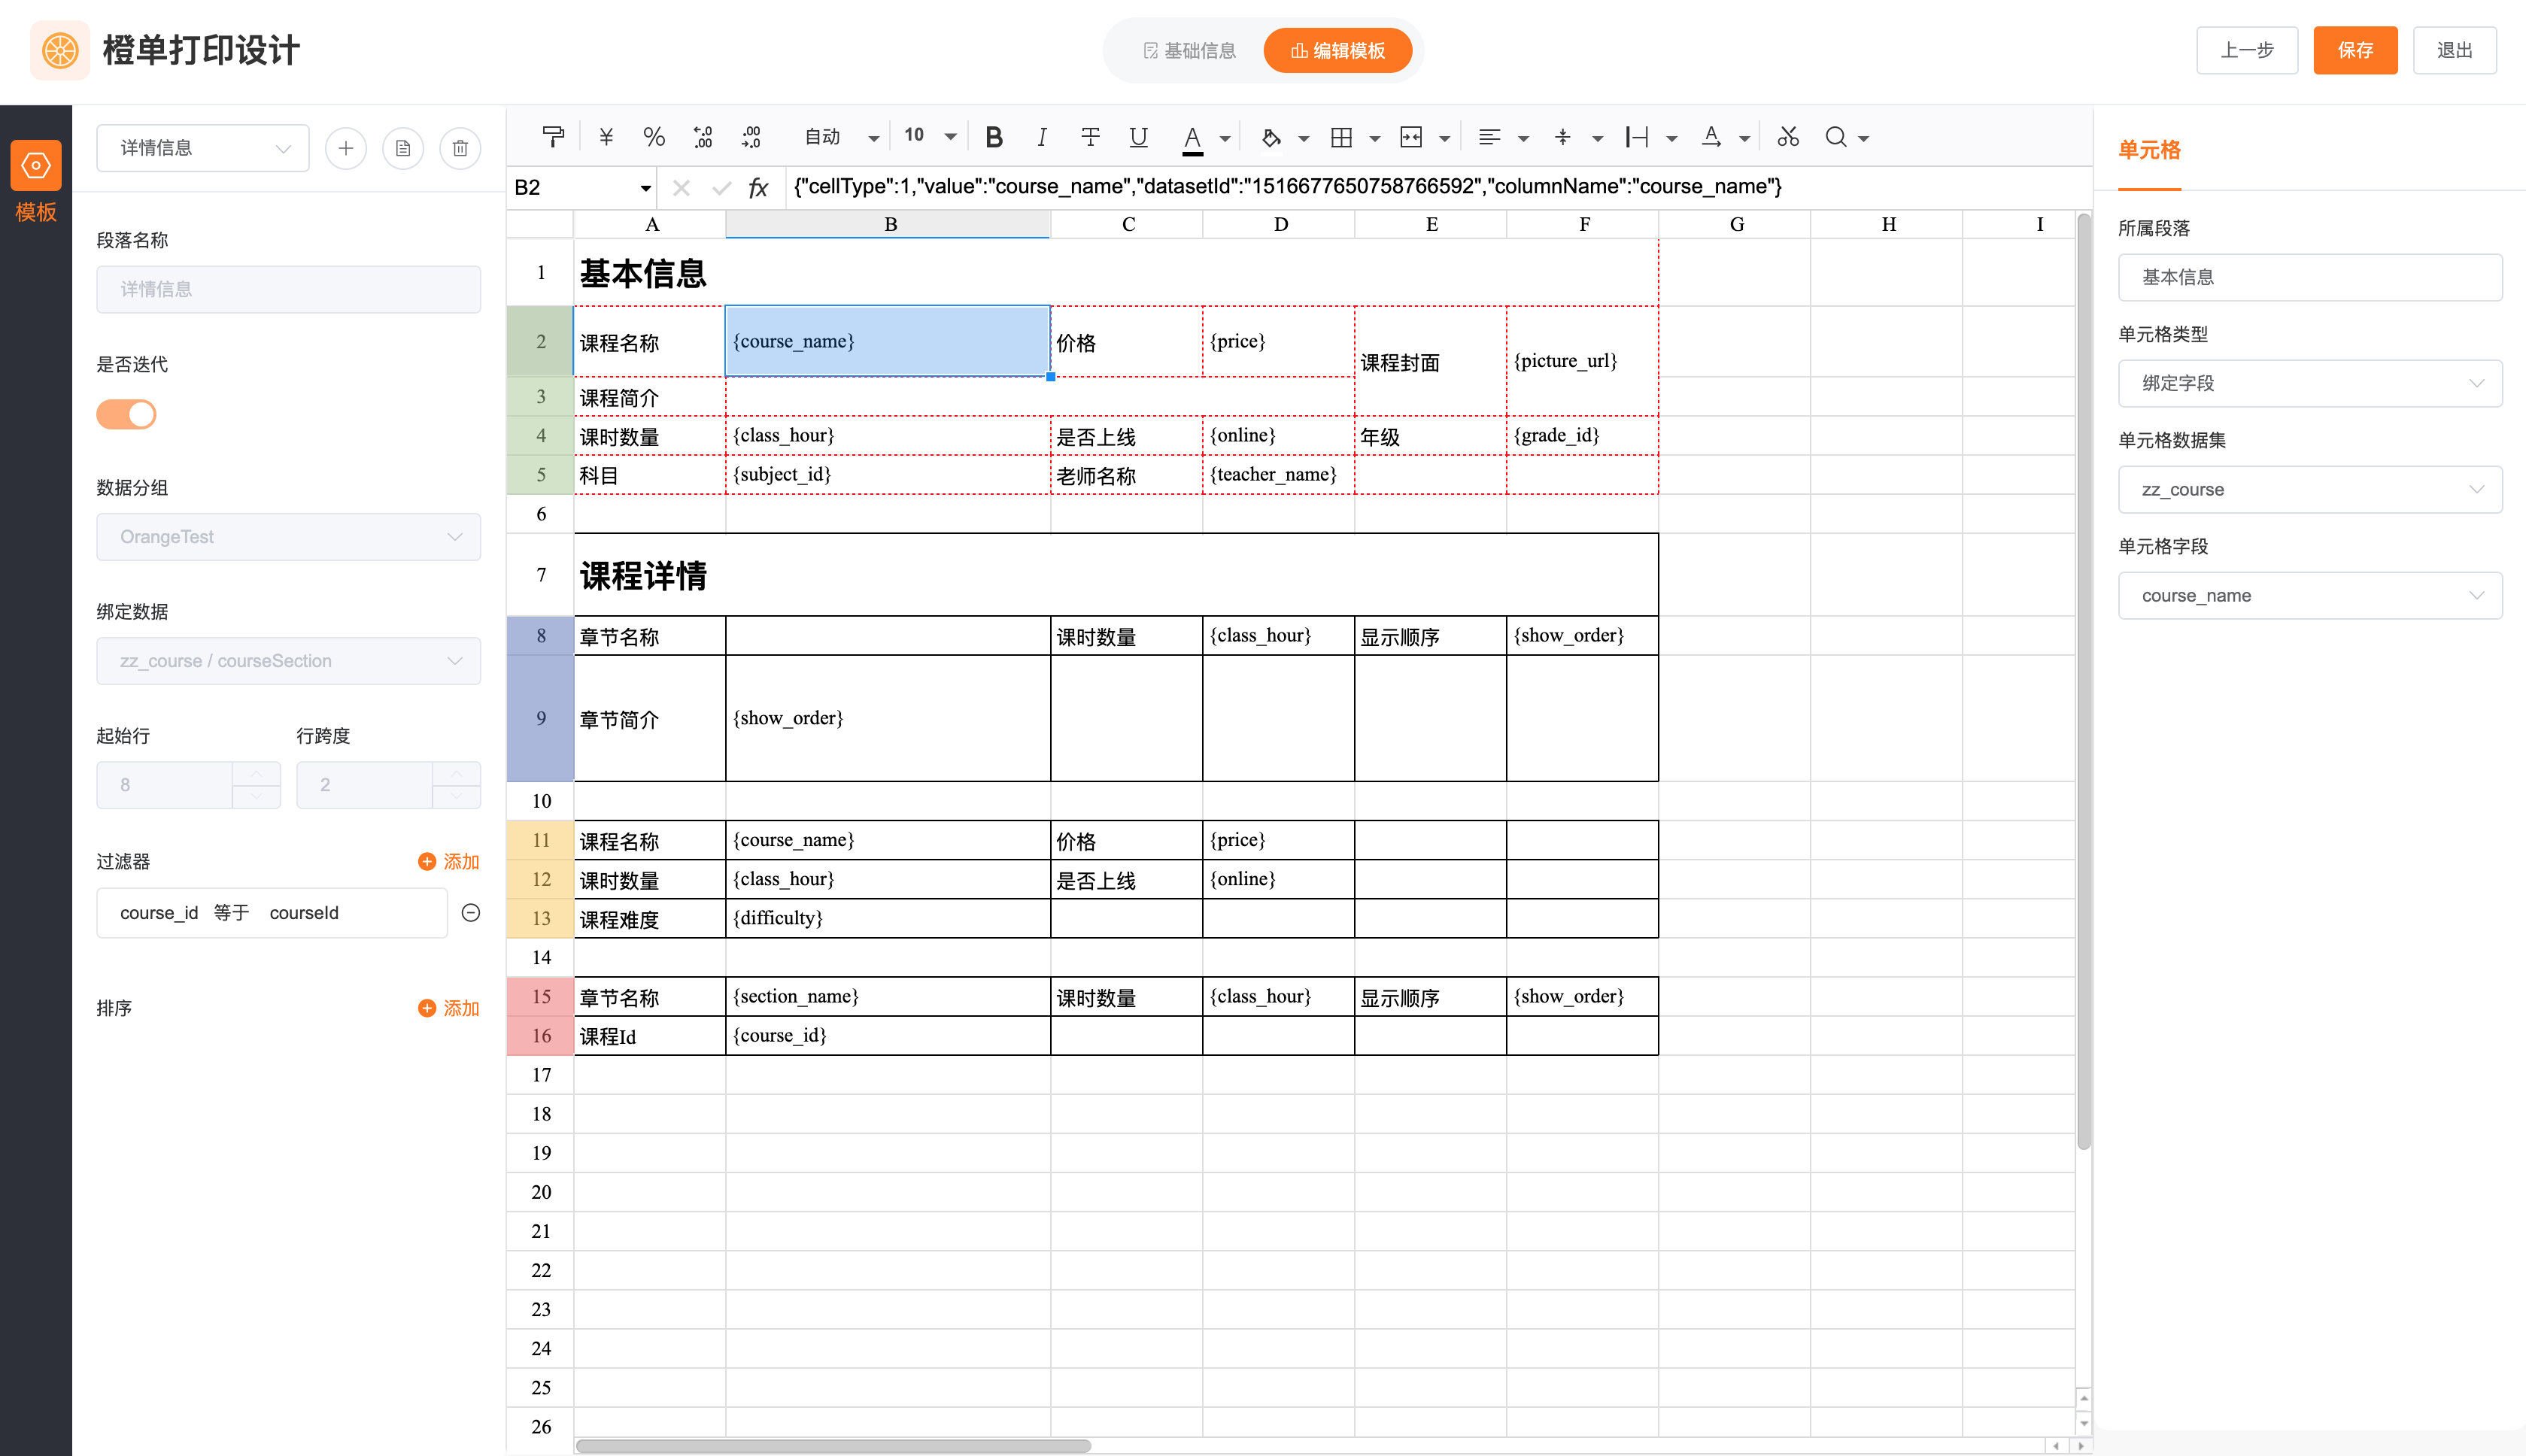 橙单打印设计
基础信息
编辑模板
上一步
保存
退出
模板
详情信息
段落名称
详情信息
是否迭代
数据分组
OrangeTest
绑定数据
zz_course / courseSection
起始行 行跨度
8 2
过滤器 添加
course_id 等于 courseId
排序 添加
¥ % .0 .00 .00 .0 自动 10 B I T U A A
B2 fx {"cellType":1,"value":"course_name","datasetId":"1516677650758766592","columnName":"course_name"}
A B C D E F G H I
1 基本信息
2 课程名称 {course_name} 价格 {price} 课程封面 {picture_url}
3 课程简介
4 课时数量 {class_hour} 是否上线 {online} 年级 {grade_id}
5 科目 {subject_id} 老师名称 {teacher_name}
6
7 课程详情
8 章节名称 课时数量 {class_hour} 显示顺序 {show_order}
9 章节简介 {show_order}
10
11 课程名称 {course_name} 价格 {price}
12 课时数量 {class_hour} 是否上线 {online}
13 课程难度 {difficulty}
14
15 章节名称 {section_name} 课时数量 {class_hour} 显示顺序 {show_order}
16 课程Id {course_id}
17
18
19
20
21
22
23
24
25
26
单元格
所属段落
基本信息
单元格类型
绑定字段
单元格数据集
zz_course
单元格字段
course_name